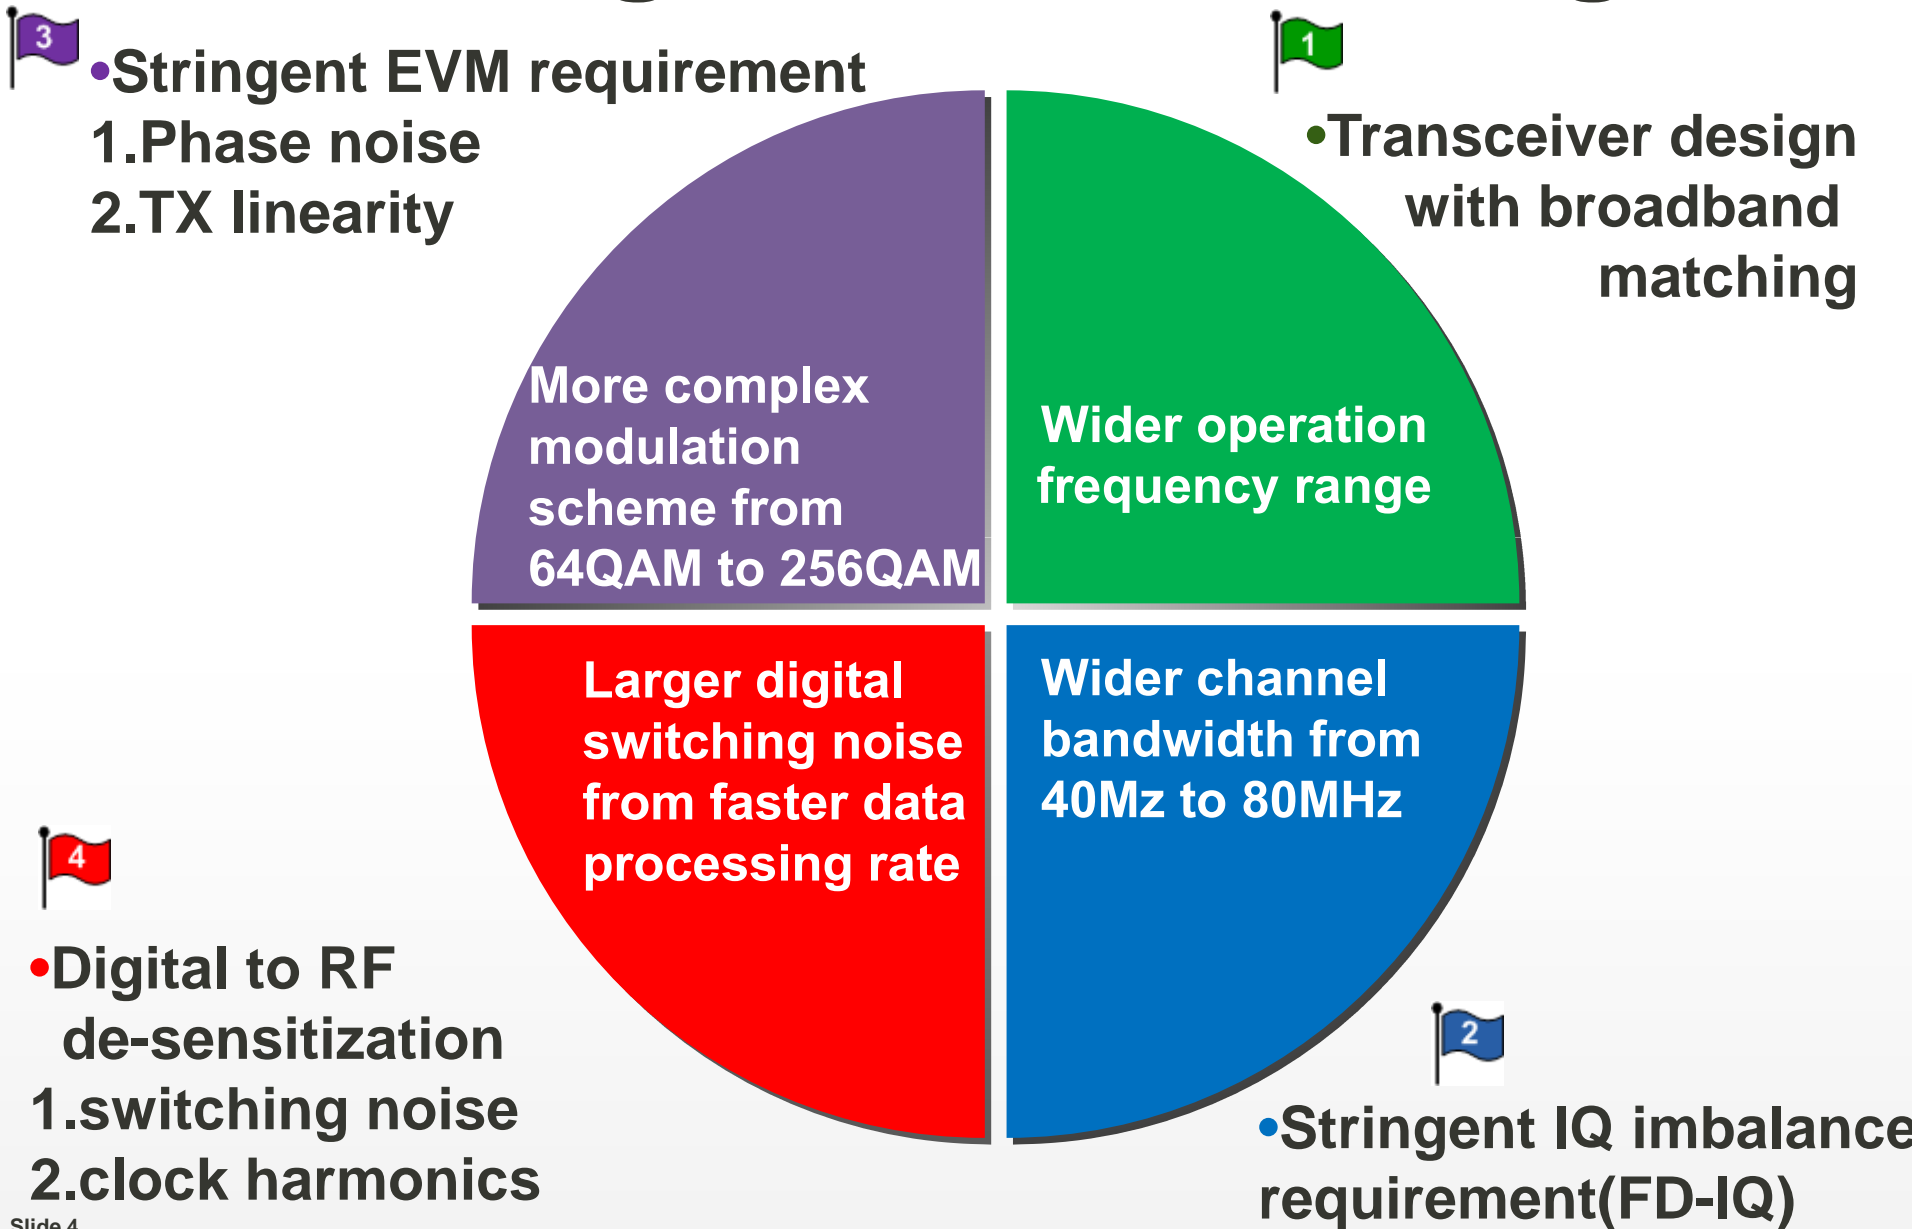 3
•Stringent EVM requirement
1.Phase noise
2.TX linearity
1
•Transceiver design
with broadband
matching
More complex
modulation
scheme from
64QAM to 256QAM
Wider operation
frequency range
Larger digital
switching noise
from faster data
processing rate
Wider channel
bandwidth from
40Mz to 80MHz
4
•Digital to RF
de-sensitization
1.switching noise
2.clock harmonics
2
•Stringent IQ imbalance
requirement(FD-IQ)
Slide 4